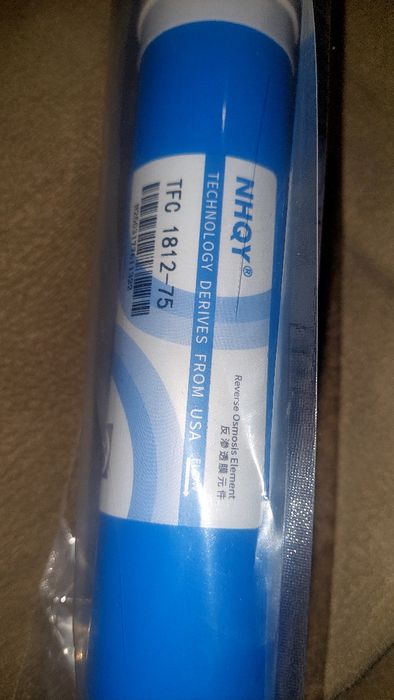 NHQY®
TECHNOLOGY DERIVES FROM USA
TFC 1812-75
Reverse Osmosis Element
反渗透膜元件